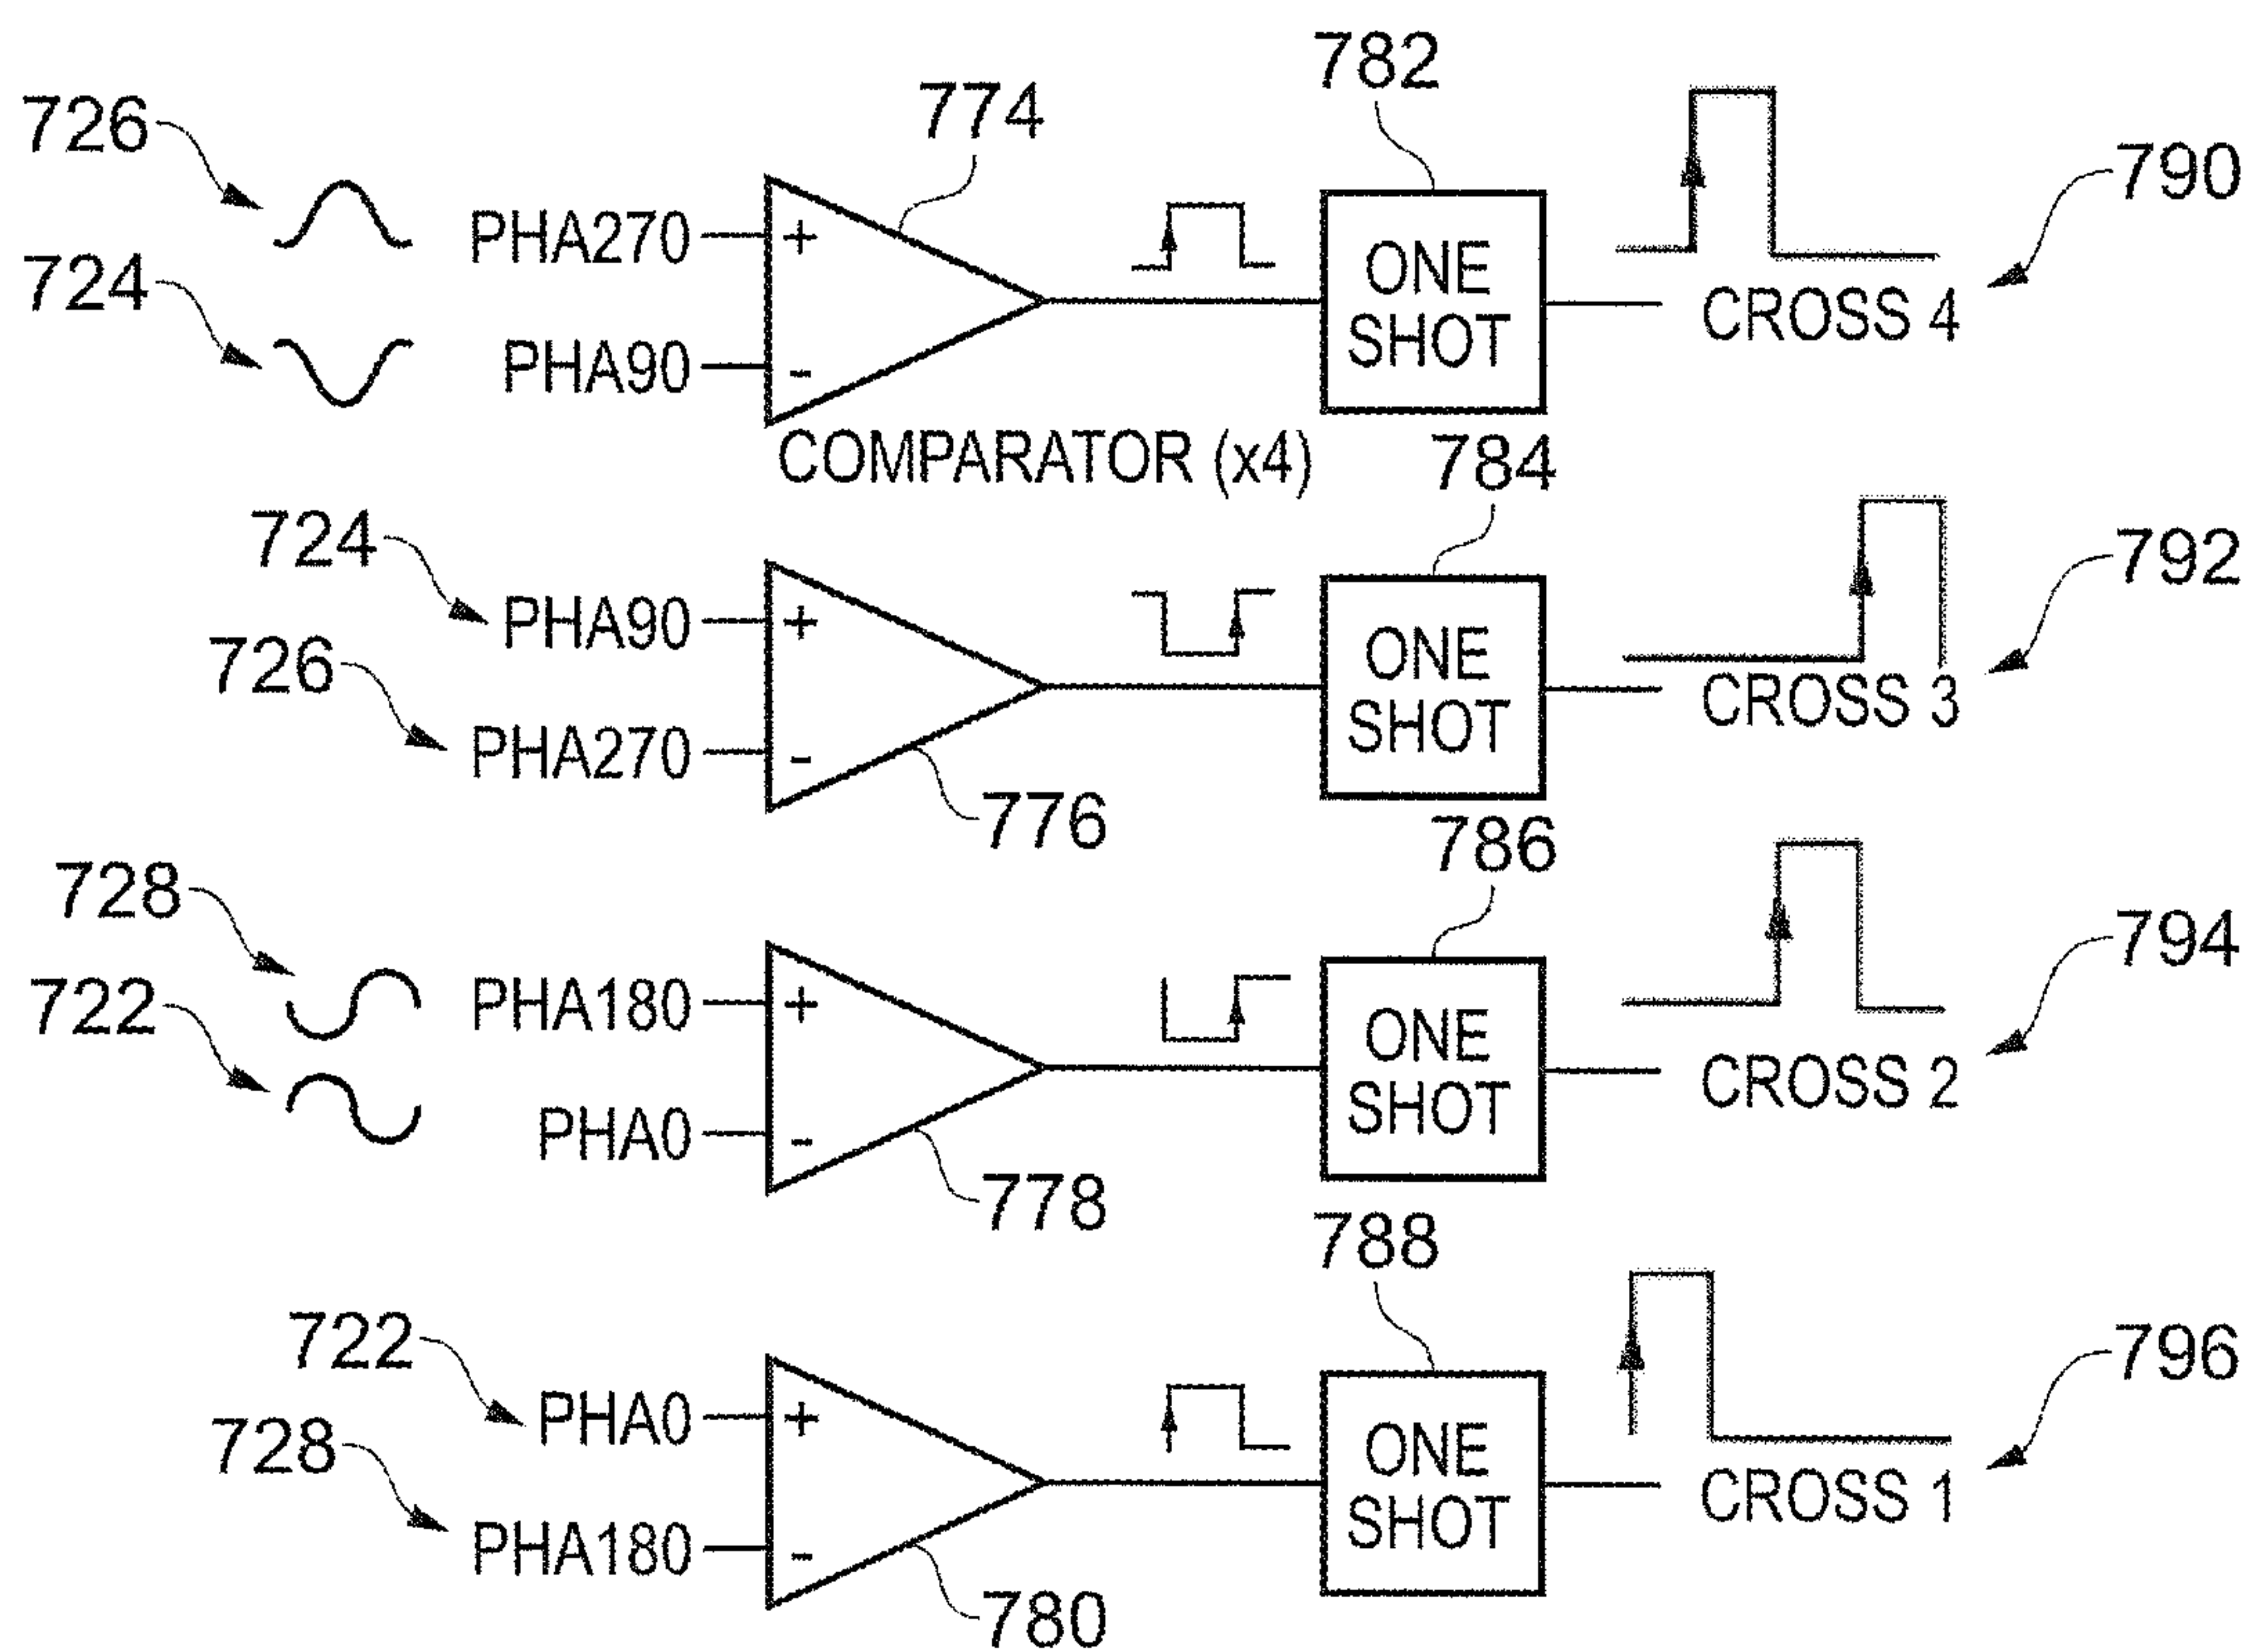 782
726
774
790
PHA270
+
ONE
SHOT
724
PHA90
-
CROSS 4
COMPARATOR (x4)
784
724
792
PHA90
+
ONE
SHOT
726
PHA270
-
CROSS 3
776
786
728
794
PHA180
+
ONE
SHOT
722
PHA0
-
CROSS 2
778
788
722
796
PHA0
+
ONE
SHOT
728
PHA180
-
CROSS 1
780